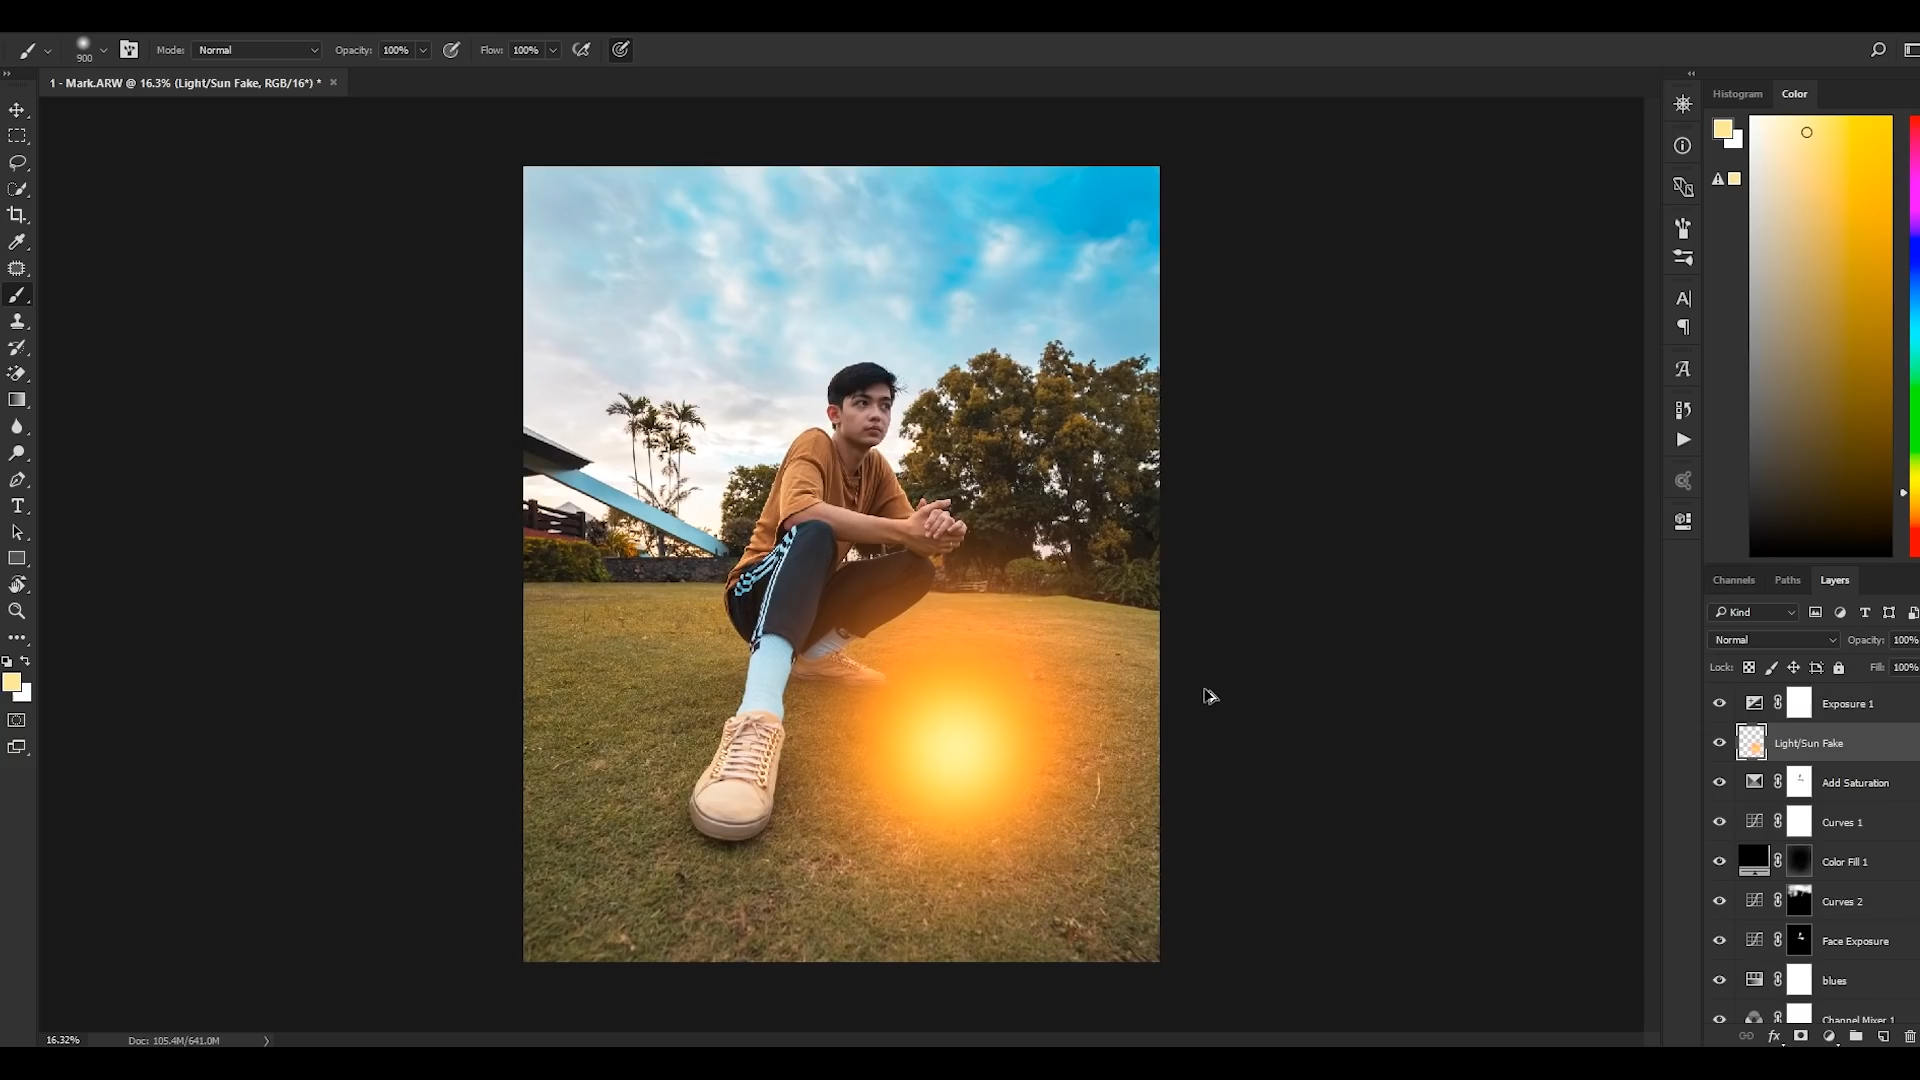 900
Mode: Normal
Opacity: 100%
Flow: 100%
1 - Mark.ARW @ 16.3% (Light/Sun Fake, RGB/16*) *
Histogram
Color
Channels
Paths
Layers
Kind
Normal
Opacity: 100%
Lock:
Fill: 100%
Exposure 1
Light/Sun Fake
Add Saturation
Curves 1
Color Fill 1
Curves 2
Face Exposure
blues
Channel Mixer 1
fx
16.32%
Doc: 105.4M/641.0M